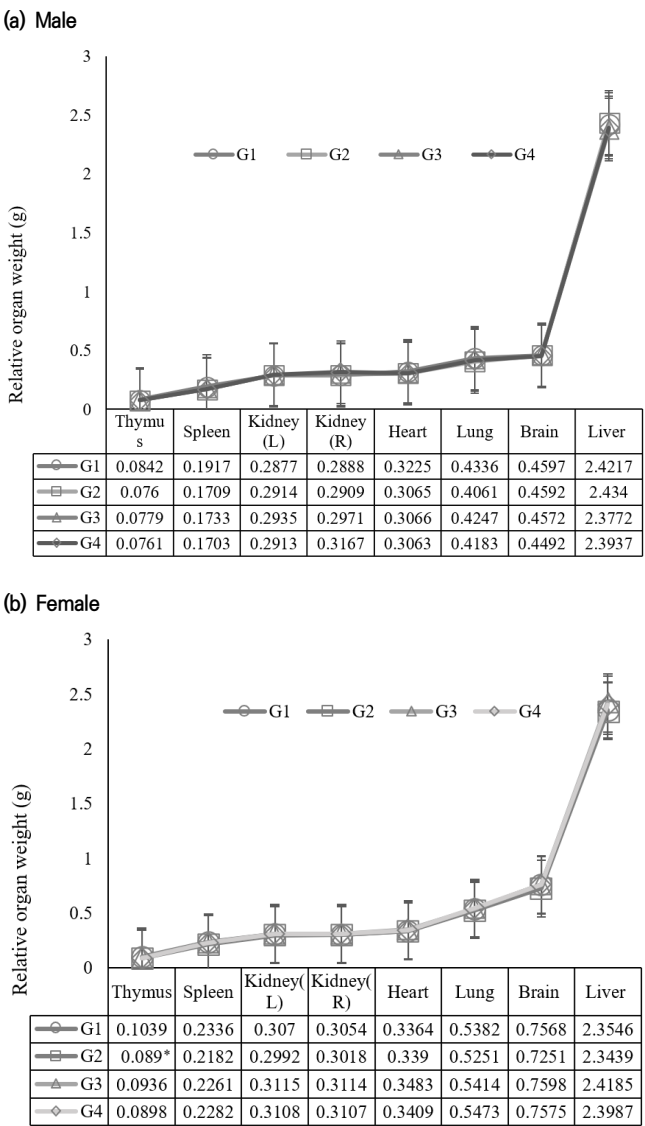 (a) Male
3
2.5
2
1.5
1
0.5
0
Relative organ weight (g)
G1 G2 G3 G4
Thymu
s Spleen Kidney
(L) Kidney
(R) Heart Lung Brain Liver
G1 0.0842 0.1917 0.2877 0.2888 0.3225 0.4336 0.4597 2.4217
G2 0.076 0.1709 0.2914 0.2909 0.3065 0.4061 0.4592 2.434
G3 0.0779 0.1733 0.2935 0.2971 0.3066 0.4247 0.4572 2.3772
G4 0.0761 0.1703 0.2913 0.3167 0.3063 0.4183 0.4492 2.3937
(b) Female
3
2.5
2
1.5
1
0.5
0
Relative organ weight (g)
G1 G2 G3 G4
Thymus Spleen Kidney(
L) Kidney(
R) Heart Lung Brain Liver
G1 0.1039 0.2336 0.307 0.3054 0.3364 0.5382 0.7568 2.3546
G2 0.089* 0.2182 0.2992 0.3018 0.339 0.5251 0.7251 2.3439
G3 0.0936 0.2261 0.3115 0.3114 0.3483 0.5414 0.7598 2.4185
G4 0.0898 0.2282 0.3108 0.3107 0.3409 0.5473 0.7575 2.3987